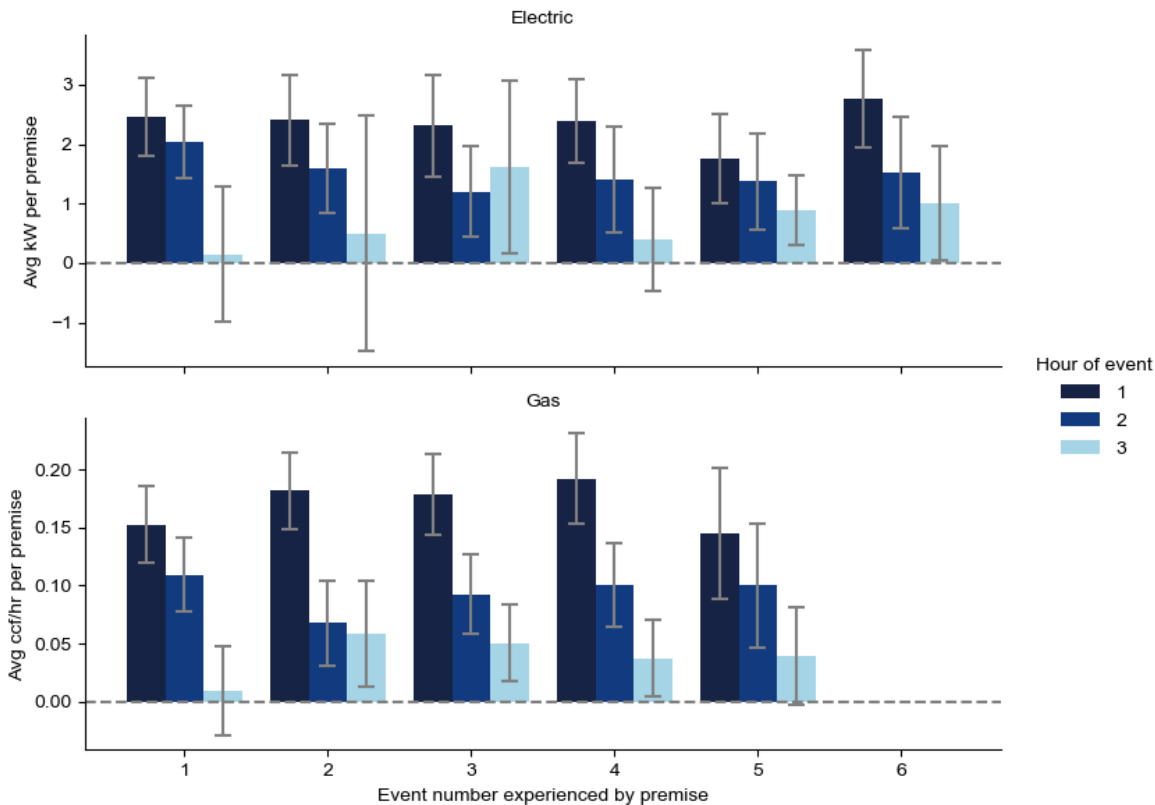 Electric
Avg kW per premise
3
2
1
0
−1
Hour of event
1
2
3
Gas
Avg ccf/hr per premise
0.20
0.15
0.10
0.05
0.00
1 2 3 4 5 6
Event number experienced by premise